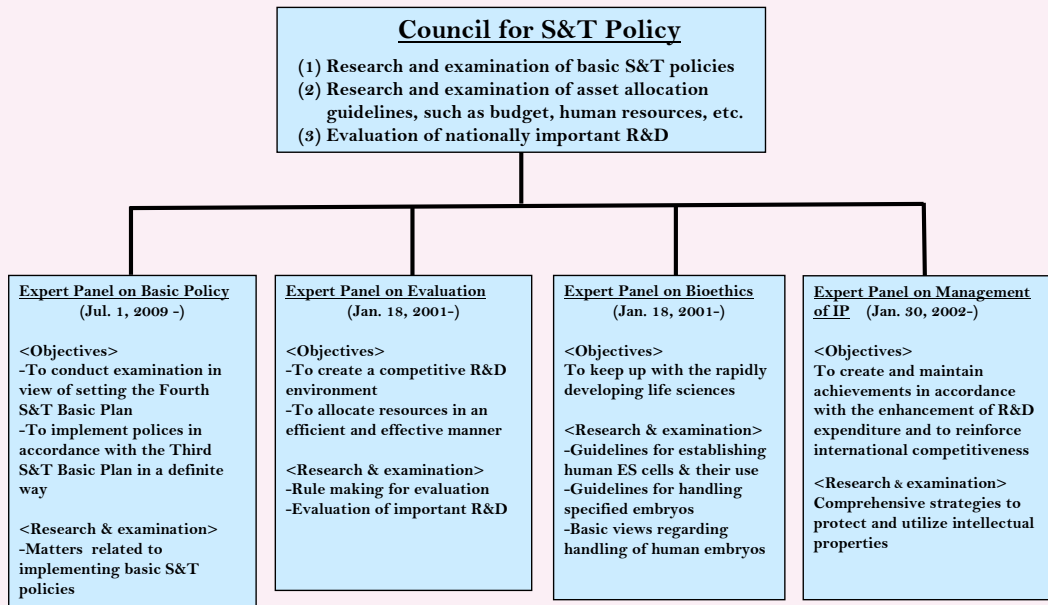 Council for S&T Policy
(1) Research and examination of basic S&T policies
(2) Research and examination of asset allocation
guidelines, such as budget, human resources, etc.
(3) Evaluation of nationally important R&D
Expert Panel on Basic Policy
(Jul. 1, 2009 -)
<Objectives>
-To conduct examination in
view of setting the Fourth
S&T Basic Plan
-To implement polices in
accordance with the Third
S&T Basic Plan in a definite
way
<Research & examination>
-Matters related to
implementing basic S&T
policies
Expert Panel on Evaluation
(Jan. 18, 2001-)
<Objectives>
-To create a competitive R&D
environment
-To allocate resources in an
efficient and effective manner
<Research & examination>
-Rule making for evaluation
-Evaluation of important R&D
Expert Panel on Bioethics
(Jan. 18, 2001-)
<Objectives>
To keep up with the rapidly
developing life sciences
<Research & examination>
-Guidelines for establishing
human ES cells & their use
-Guidelines for handling
specified embryos
-Basic views regarding
handling of human embryos
Expert Panel on Management
of IP (Jan. 30, 2002-)
<Objectives>
To create and maintain
achievements in accordance
with the enhancement of R&D
expenditure and to reinforce
international competitiveness
<Research & examination>
Comprehensive strategies to
protect and utilize intellectual
properties